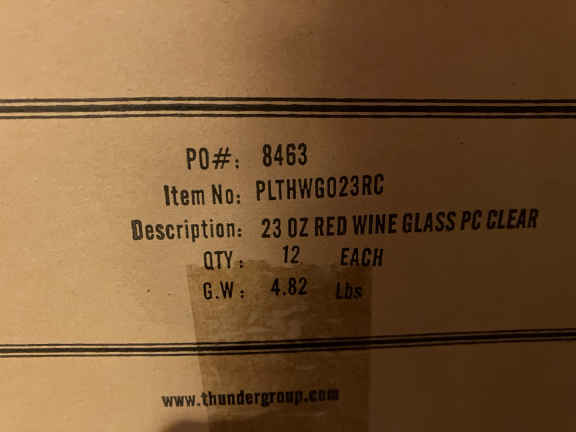 PO#: 8463
Item No: PLTHWG023RC
Description: 23 OZ RED WINE GLASS PC CLEAR
QTY: 12 EACH
G.W: 4.82 Lbs
www.thundergroup.com